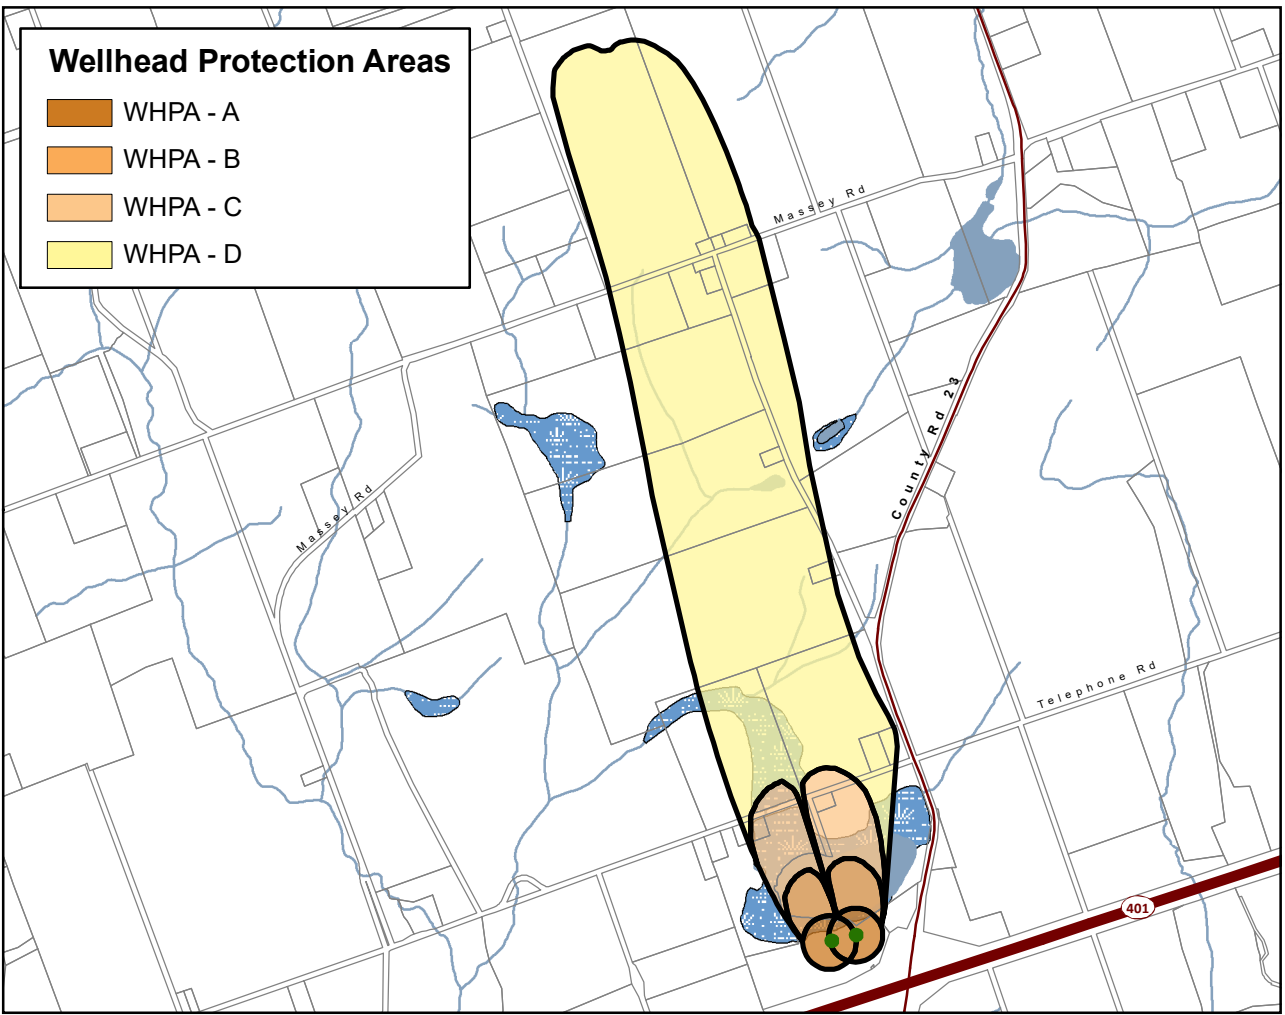 Wellhead Protection Areas
WHPA - A
WHPA - B
WHPA - C
WHPA - D
Massey Rd
County Rd 23
Massey Rd
Telephone Rd
401